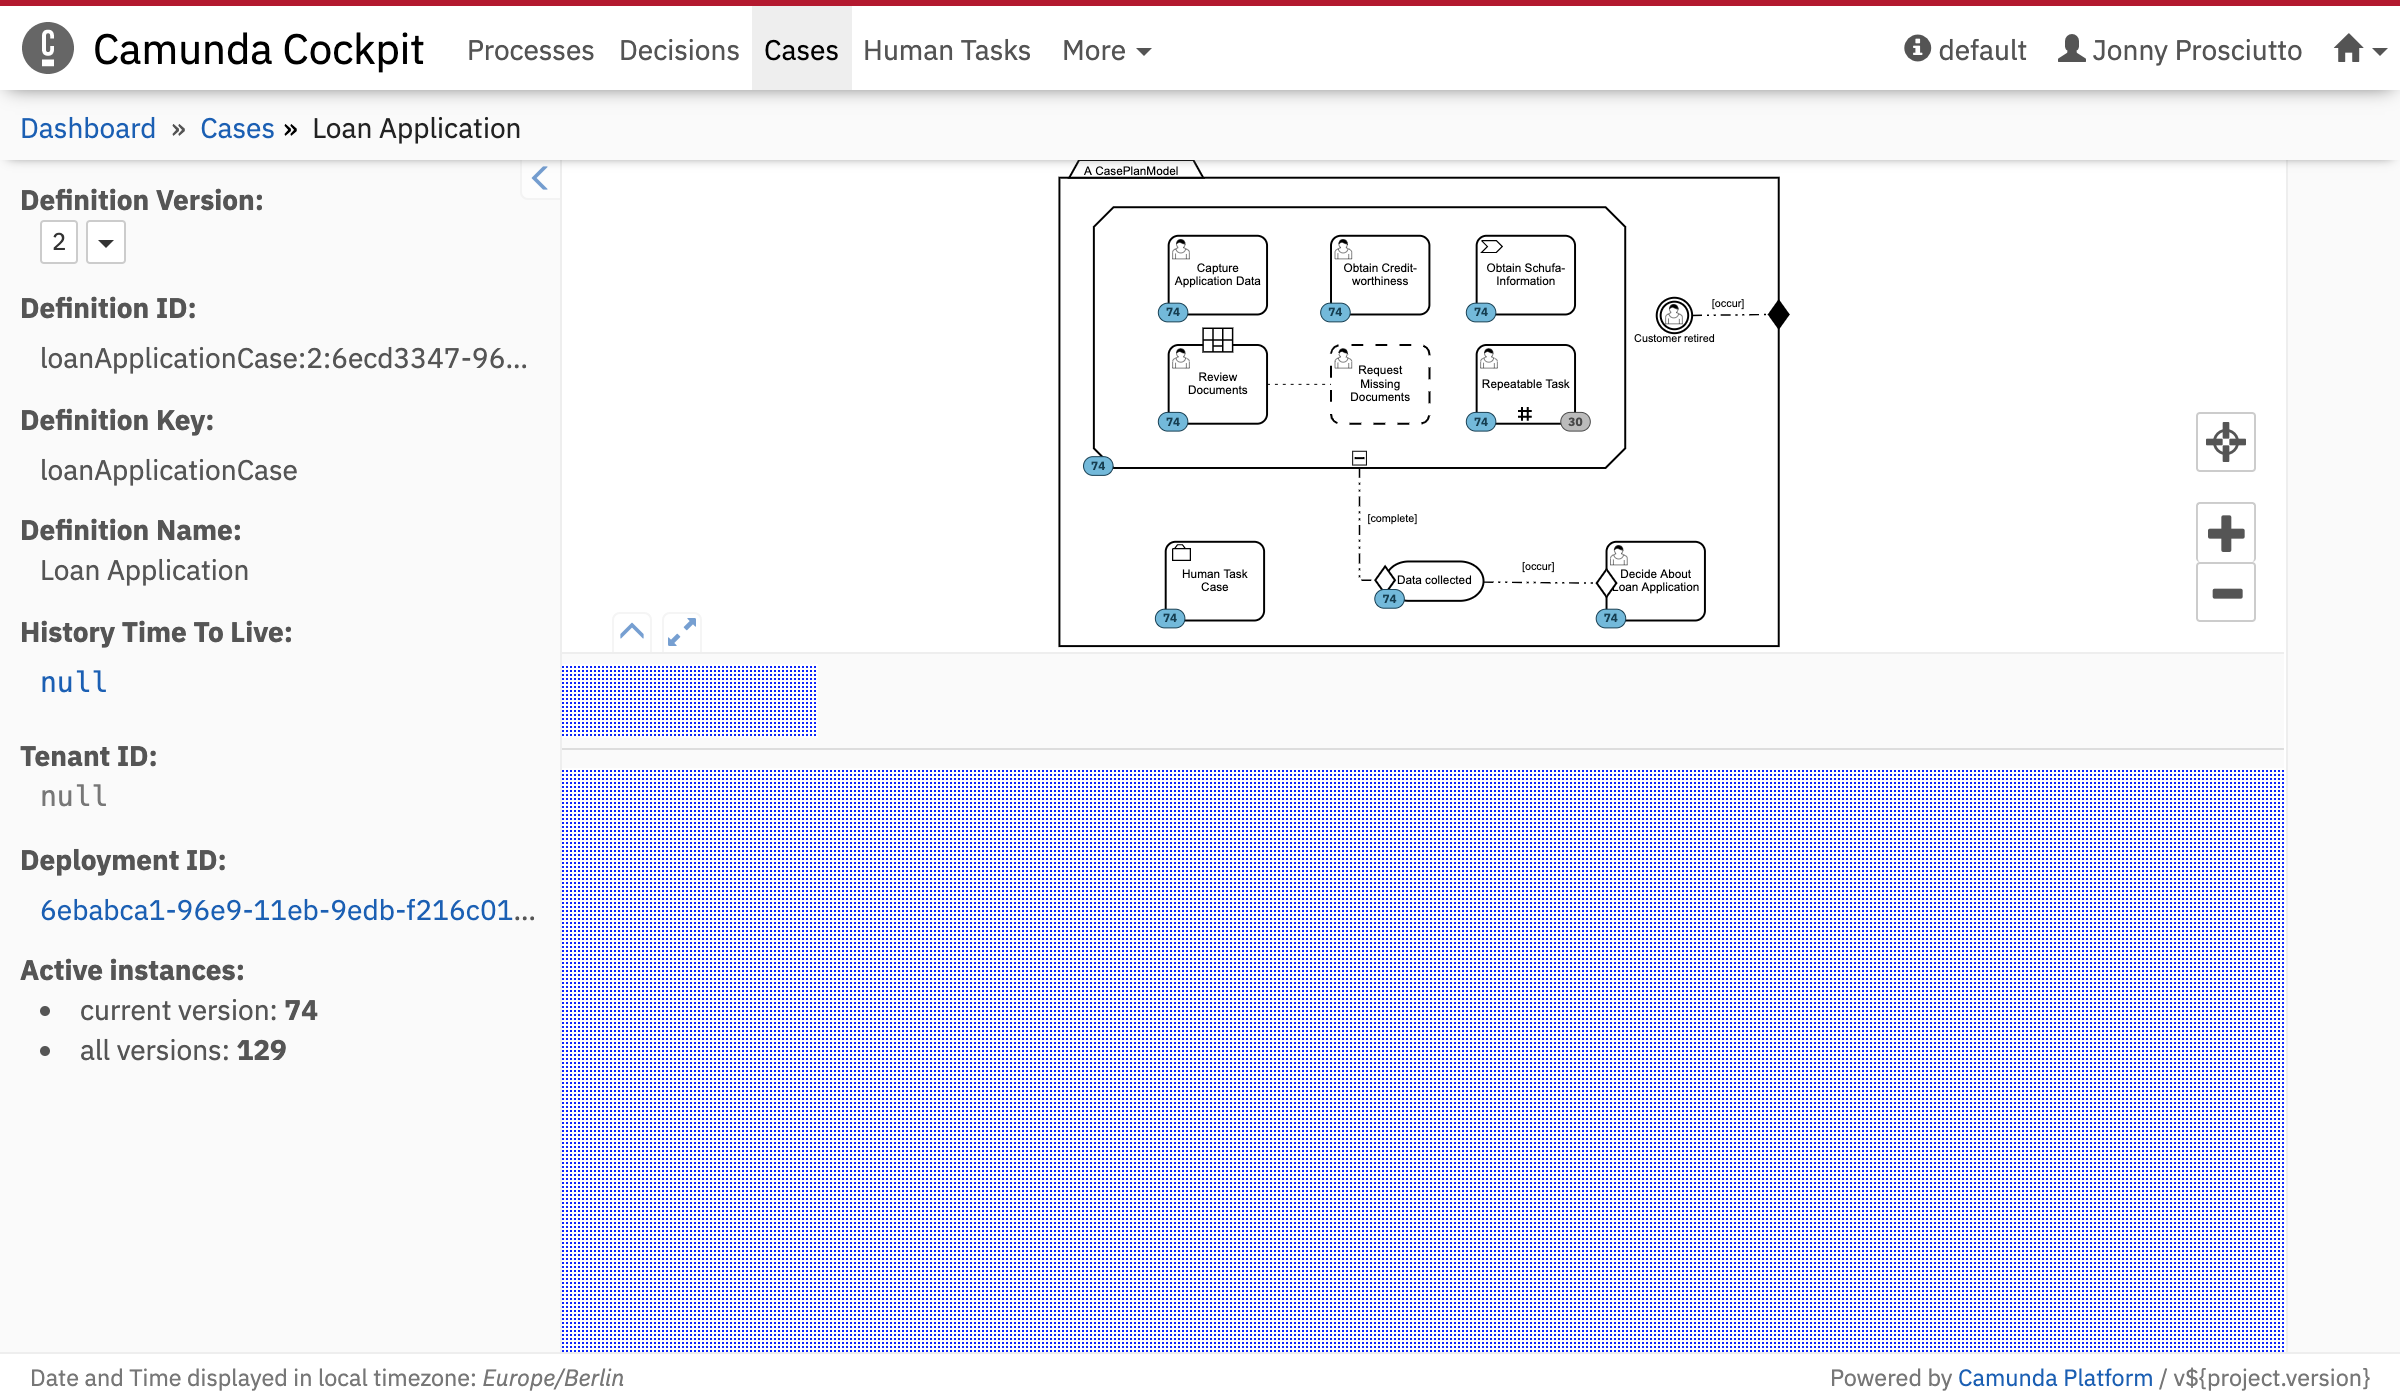 Camunda Cockpit Processes Decisions Cases Human Tasks More default Jonny Prosciutto
Dashboard » Cases » Loan Application
Definition Version:
2
Definition ID:
loanApplicationCase:2:6ecd3347-96...
Definition Key:
loanApplicationCase
Definition Name:
Loan Application
History Time To Live:
null
Tenant ID:
null
Deployment ID:
6ebabca1-96e9-11eb-9edb-f216c01...
Active instances:
• current version: 74
• all versions: 129
A CasePlanModel
Capture
Application Data
74
Obtain Credit-
worthiness
74
Obtain Schufa-
Information
74
Review
Documents
74
Request
Missing
Documents
Repeatable Task
74
30
74
Customer retired
[occur]
[complete]
Human Task
Case
74
Data collected
74
[occur]
Decide About
Loan Application
74
Date and Time displayed in local timezone: Europe/Berlin
Powered by Camunda Platform / v${project.version}